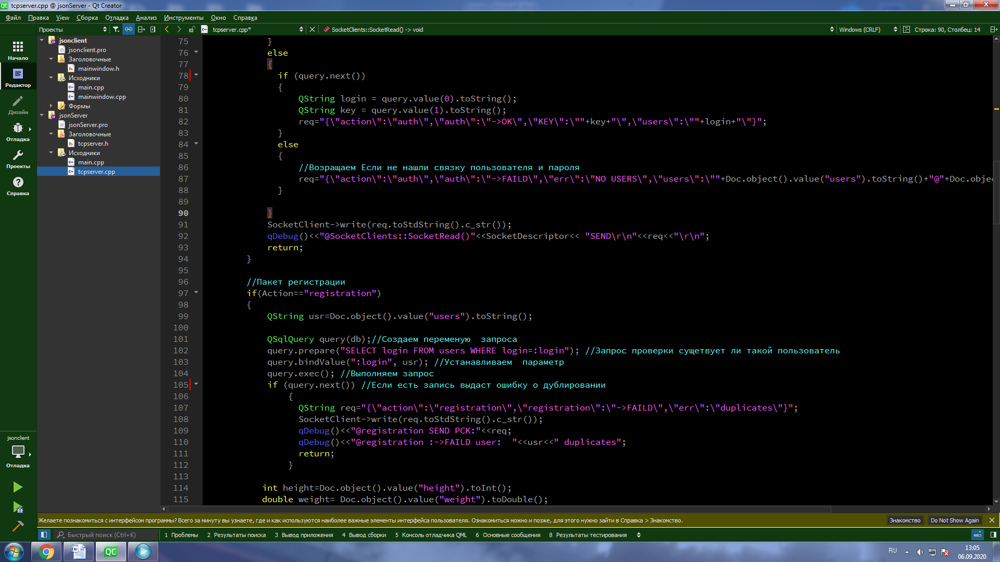 tcpserver.cpp @ jsonServer - Qt Creator
Файл Правка View Сборка Отладка Анализ Инструменты Окно Справка
Проекты tcpserver.cpp* SocketClients::SocketRead() -> void Windows (CRLF) Строка: 90, Столбец: 14
jsonclient
jsonclient.pro
Заголовочные
mainwindow.h
Исходники
main.cpp
mainwindow.cpp
Формы
jsonServer
jsonServer.pro
Заголовочные
tcpserver.h
Исходники
main.cpp
tcpserver.cpp
Начало
Редактор
Дизайн
Отладка
Проекты
Справка
jsonclient
Отладка
75 }
76 else
77 {
78 if (query.next())
79 {
80 QString login = query.value(0).toString();
81 QString key = query.value(1).toString();
82 req="{\"action\":\"auth\",\"auth\":\"->OK\",\"KEY\":\""+key+"\",\"users\":\""+login+"\"}";
83 }
84 else
85 {
86 //Возращаем Если не нашли связку пользователя и пароля
87 req="{\"action\":\"auth\",\"auth\":\"->FAILD\",\"err\":\"NO USERS\",\"users\":\""+Doc.object().value("users").toString()+"@"+Doc.obje
88 }
89
90 }
91 SocketClient->write(req.toStdString().c_str());
92 qDebug()<<"@SocketClients::SocketRead()"<<SocketDescriptor<< "SEND\r\n"<<req<<"\r\n";
93 return;
94 }
95
96 //Пакет регистрации
97 if(Action=="registration")
98 {
99 QString usr=Doc.object().value("users").toString();
100
101 QSqlQuery query(db);//Создаем переменую  запроса
102 query.prepare("SELECT login FROM users WHERE login=:login"); //Запрос проверки сущетвует ли такой пользователь
103 query.bindValue(":login", usr); //Устанавливаем  параметр
104 query.exec(); //Выполняем запрос
105 if (query.next()) //Если есть запись выдаст ошибку о дублировании
106 {
107 QString req="{\"action\":\"registration\",\"registration\":\"->FAILD\",\"err\":\"duplicates\"}";
108 SocketClient->write(req.toStdString().c_str());
109 qDebug()<<"@registration SEND PCK:"<<req;
110 qDebug()<<"@registration :->FAILD user:  "<<usr<<" duplicates";
111 return;
112 }
113
114 int height=Doc.object().value("height").toInt();
115 double weight= Doc.object().value("weight").toDouble();
Желаете познакомиться с интерфейсом программы? Всего за минуту вы узнаете, где и как используются наиболее важные элементы интерфейса пользователя. Ознакомиться можно и позже, для этого нужно зайти в Справка > Знакомство. Знакомство Do Not Show Again
Быстрый поиск (Ctrl+K) 1 Проблемы 2 Результаты поиска 3 Вывод приложения 4 Вывод сборки 5 Консоль отладчика QML 6 Основные сообщения 8 Результаты тестирования
RU 13:05
06.09.2020